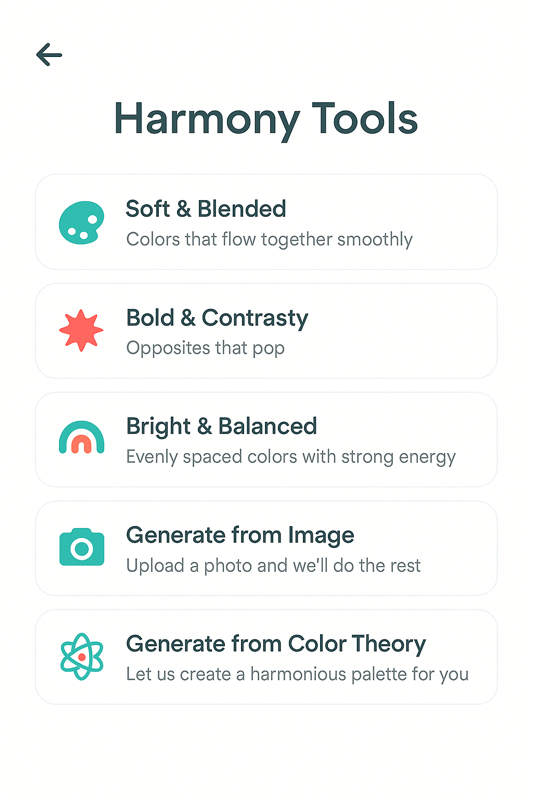 Harmony Tools
Soft & Blended
Colors that flow together smoothly
Bold & Contrasty
Opposites that pop
Bright & Balanced
Evenly spaced colors with strong energy
Generate from Image
Upload a photo and we'll do the rest
Generate from Color Theory
Let us create a harmonious palette for you